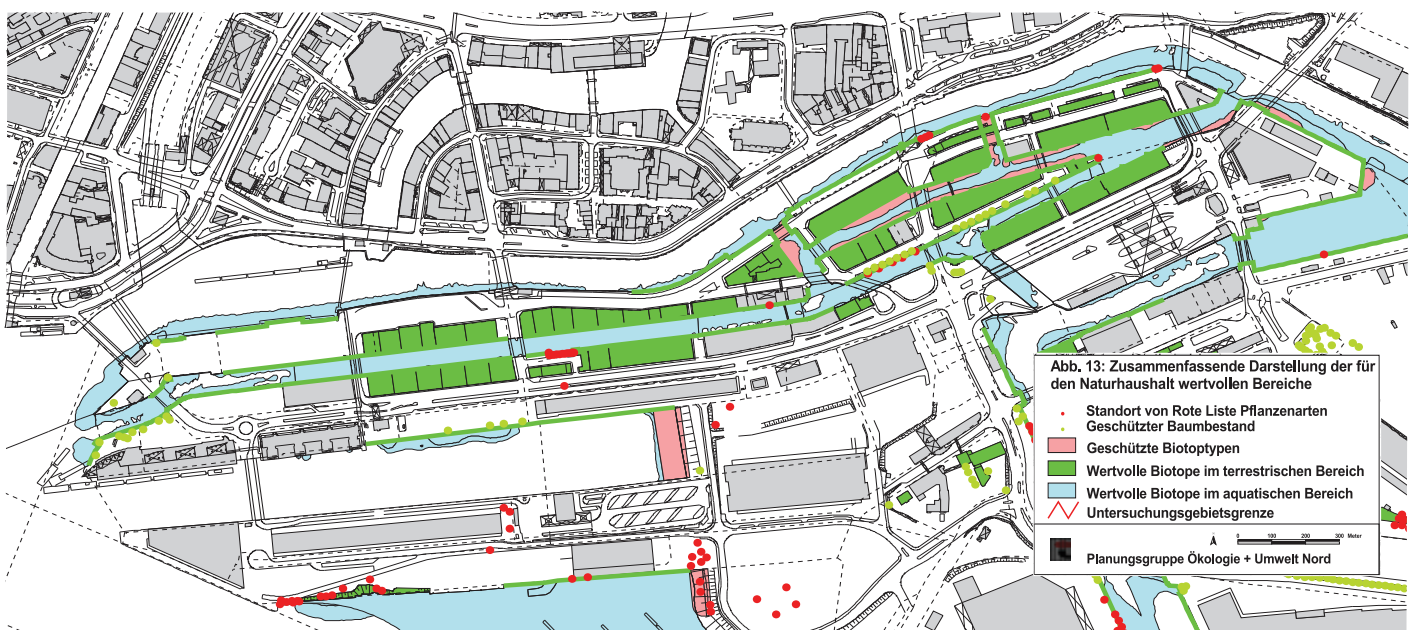 Abb. 13: Zusammenfassende Darstellung der für
den Naturhaushalt wertvollen Bereiche
Standort von Rote Liste Pflanzenarten
Geschützter Baumbestand
Geschützte Biotoptypen
Wertvolle Biotope im terrestrischen Bereich
Wertvolle Biotope im aquatischen Bereich
Untersuchungsgebietsgrenze
0 100 200 300 Meter
Planungsgruppe Ökologie + Umwelt Nord